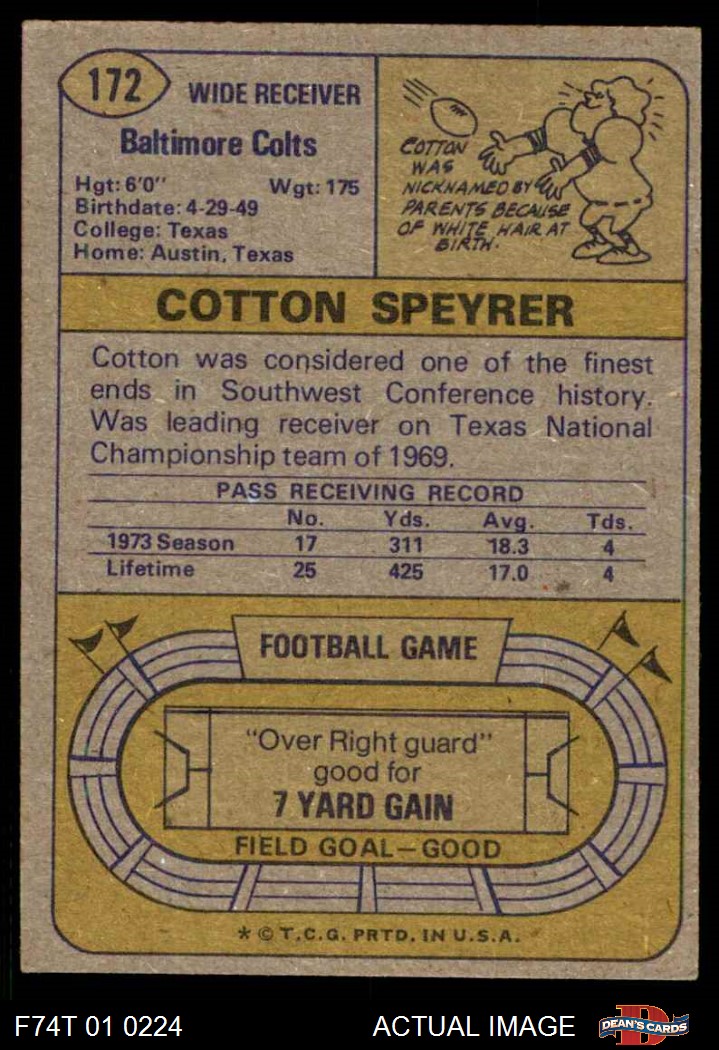 172
WIDE RECEIVER
Baltimore Colts
Hgt: 6'0" Wgt: 175
Birthdate: 4-29-49
College: Texas
Home: Austin, Texas
COTTON
WAS
NICKNAMED BY
PARENTS BECAUSE
OF WHITE HAIR AT
BIRTH.
COTTON SPEYRER
Cotton was considered one of the finest
ends in Southwest Conference history.
Was leading receiver on Texas National
Championship team of 1969.
PASS RECEIVING RECORD
No. Yds. Avg. Tds.
1973 Season 17 311 18.3 4
Lifetime 25 425 17.0 4
FOOTBALL GAME
"Over Right guard"
good for
7 YARD GAIN
FIELD GOAL—GOOD
* © T.C.G. PRTD. IN U.S.A.
F74T 01 0224 ACTUAL IMAGE
D
DEAN'S CARDS